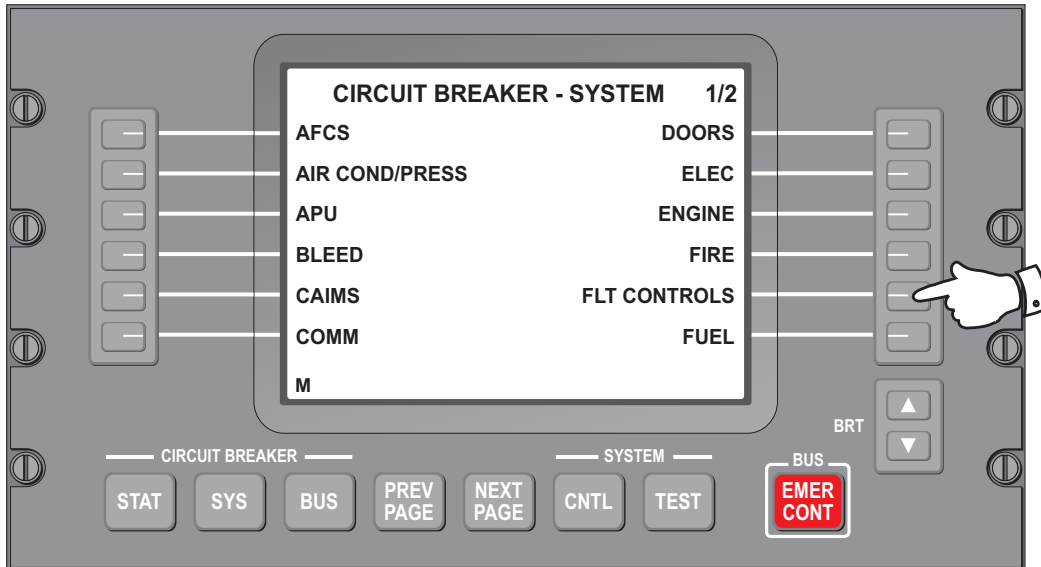 CIRCUIT BREAKER - SYSTEM 1/2
AFCS DOORS
AIR COND/PRESS ELEC
APU ENGINE
BLEED FIRE
CAIMS FLT CONTROLS
COMM FUEL
M
BRT
CIRCUIT BREAKER SYSTEM BUS
STAT SYS BUS PREV PAGE NEXT PAGE CNTL TEST EMER CONT